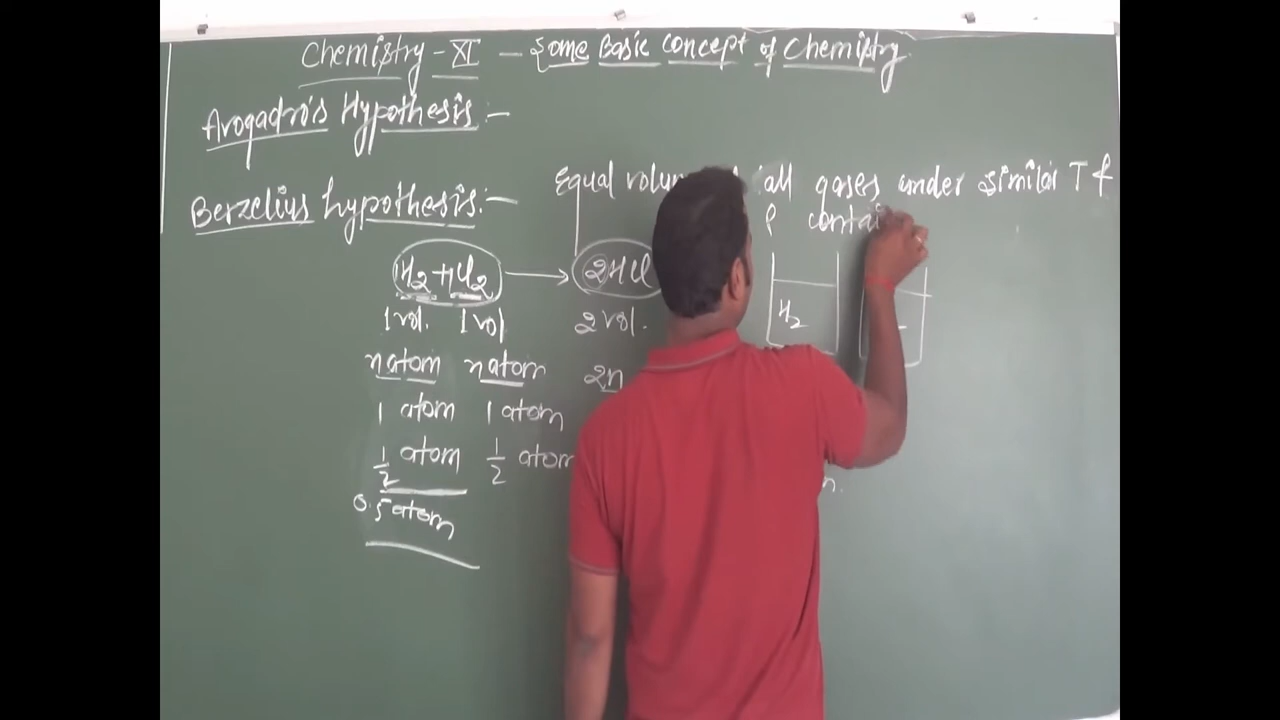 Chemistry - XI - Some Basic Concept of Chemistry
Avogadro's Hypothesis :-
Berzelius hypothesis :-
Equal all gases under similar T &
P
H2 + Cl2 → 2HCl
1 vol. 1 vol 2 vol.
n atom n atom 2n
1 atom 1 atom
1/2 atom 1/2 atom
0.5 atom
H2